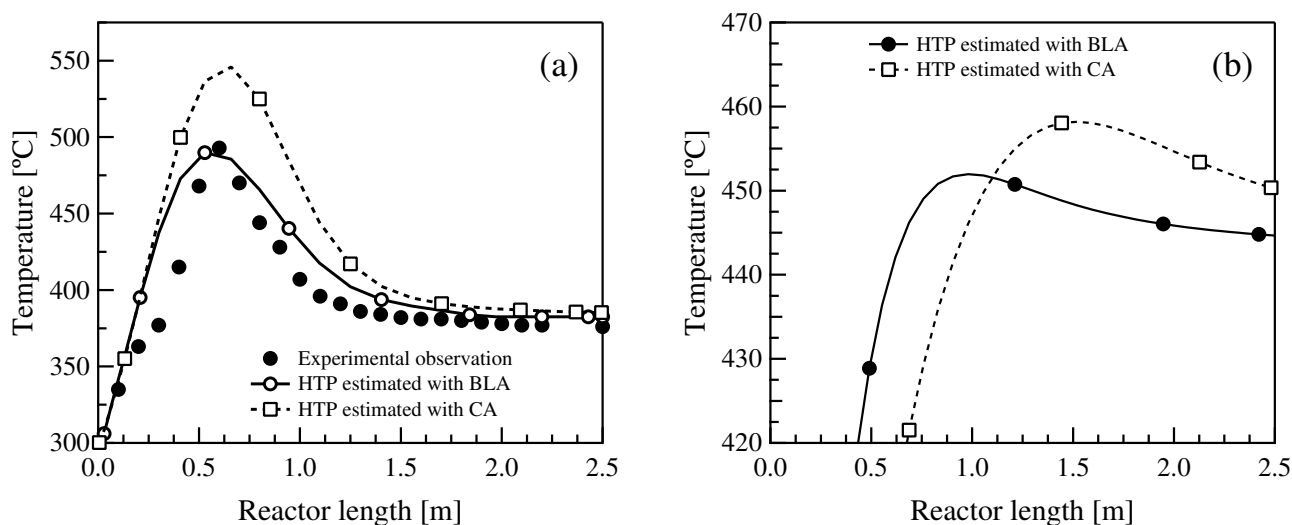 (a)
Temperature [ºC]
550
500
450
400
350
300
Experimental observation
HTP estimated with BLA
HTP estimated with CA
0.0 0.5 1.0 1.5 2.0 2.5
Reactor length [m]
(b)
Temperature [ºC]
470
460
450
440
430
420
HTP estimated with BLA
HTP estimated with CA
0.0 0.5 1.0 1.5 2.0 2.5
Reactor length [m]